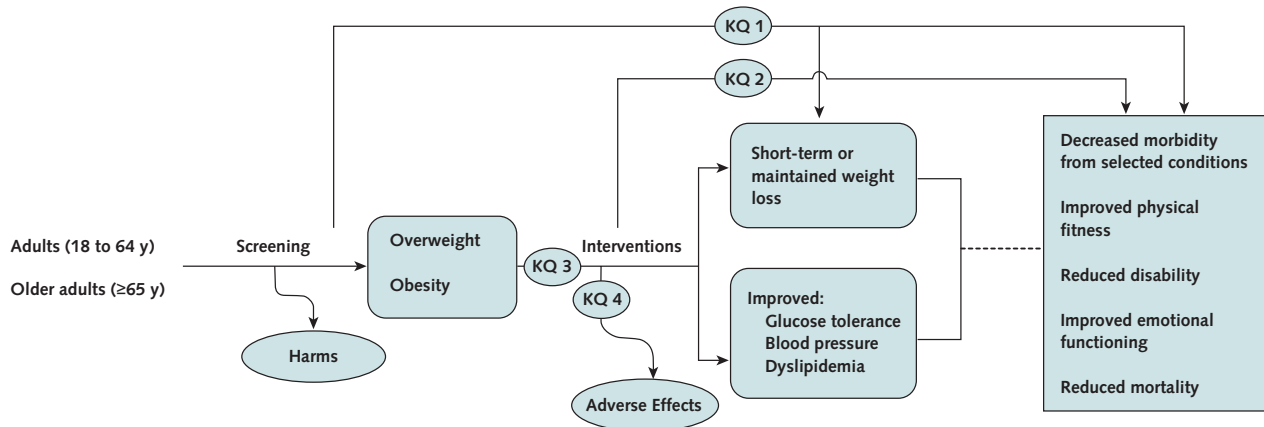 KQ 1
KQ 2
Adults (18 to 64 y)
Older adults (≥65 y)
Screening
Harms
Overweight
Obesity
KQ 3
Interventions
KQ 4
Adverse Effects
Short-term or
maintained weight
loss
Improved:
Glucose tolerance
Blood pressure
Dyslipidemia
Decreased morbidity
from selected conditions
Improved physical
fitness
Reduced disability
Improved emotional
functioning
Reduced mortality